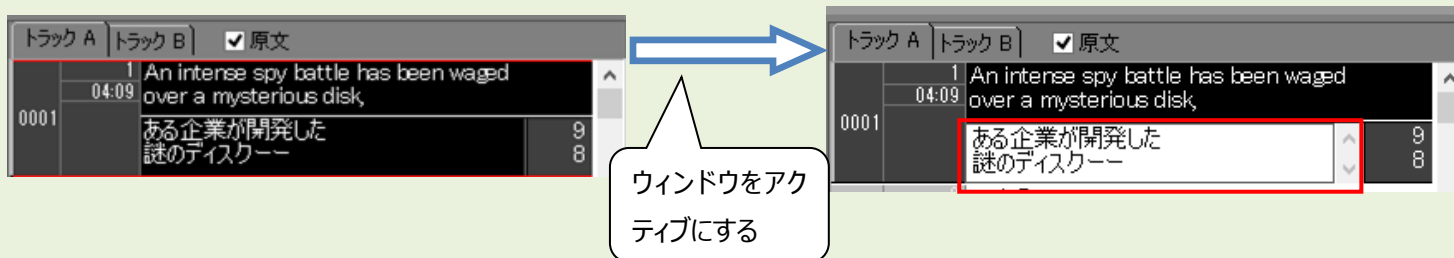 トラック A トラック B ✔原文
0001
1
04:09
An intense spy battle has been waged
over a mysterious disk,
ある企業が開発した
謎のディスクーー
9
8
ウィンドウをアク
ティブにする
トラック A トラック B ✔原文
0001
1
04:09
An intense spy battle has been waged
over a mysterious disk,
ある企業が開発した
謎のディスクーー
9
8